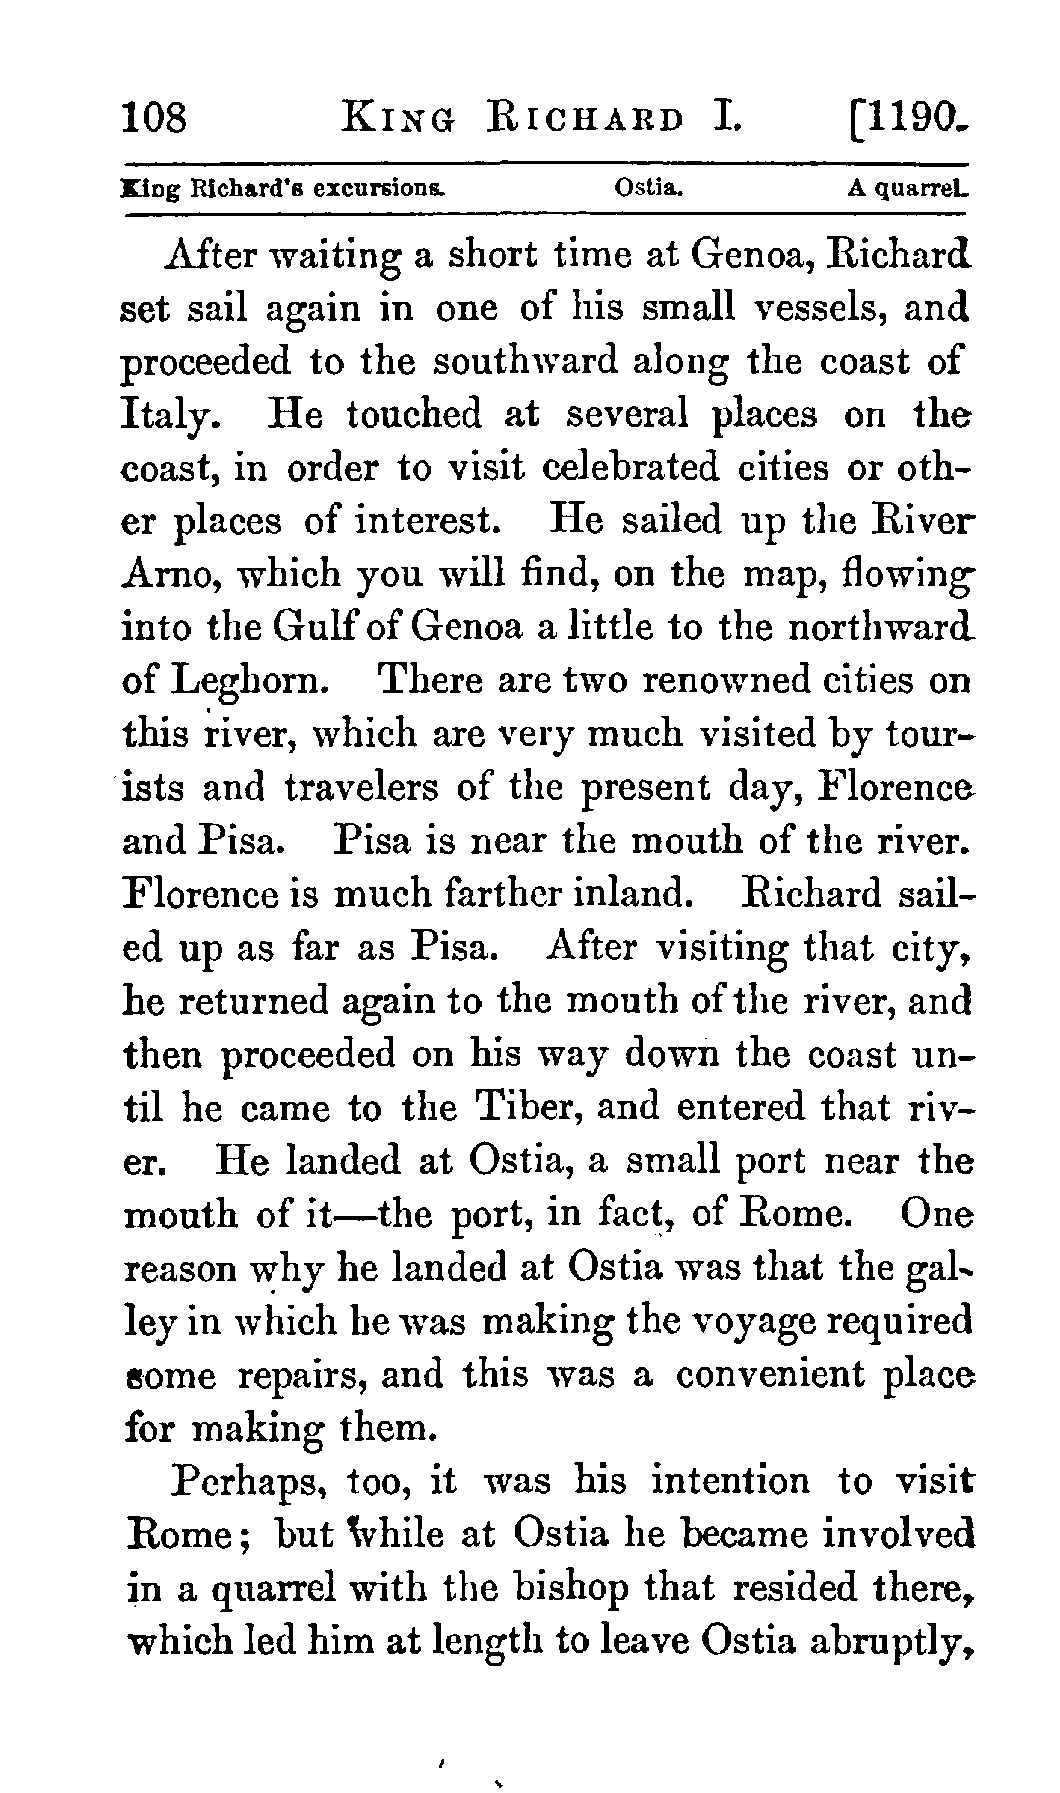 108 KING RICHARD I. [1190.
King Richard's excursions. Ostia. A quarrel.
After waiting a short time at Genoa, Richard
set sail again in one of his small vessels, and
proceeded to the southward along the coast of
Italy. He touched at several places on the
coast, in order to visit celebrated cities or oth-
er places of interest. He sailed up the River
Arno, which you will find, on the map, flowing
into the Gulf of Genoa a little to the northward
of Leghorn. There are two renowned cities on
this river, which are very much visited by tour-
ists and travelers of the present day, Florence
and Pisa. Pisa is near the mouth of the river.
Florence is much farther inland. Richard sail-
ed up as far as Pisa. After visiting that city,
he returned again to the mouth of the river, and
then proceeded on his way down the coast un-
til he came to the Tiber, and entered that riv-
er. He landed at Ostia, a small port near the
mouth of it—the port, in fact, of Rome. One
reason why he landed at Ostia was that the gal-
ley in which he was making the voyage required
some repairs, and this was a convenient place
for making them.
Perhaps, too, it was his intention to visit
Rome; but while at Ostia he became involved
in a quarrel with the bishop that resided there,
which led him at length to leave Ostia abruptly,